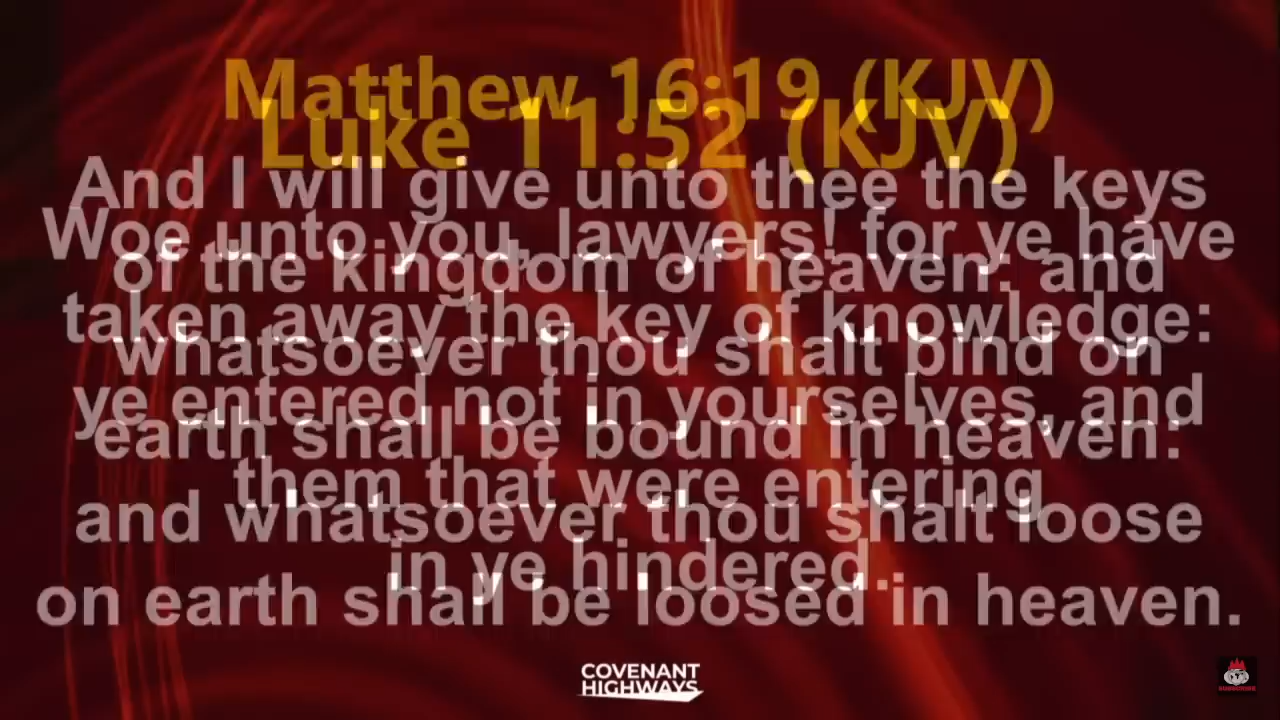 Matthew 16:19 (KJV)
And I will give unto thee the keys
of the kingdom of heaven: and
whatsoever thou shalt bind on
earth shall be bound in heaven:
and whatsoever thou shalt loose
on earth shall be loosed in heaven.
Luke 11:52 (KJV)
Woe unto you, lawyers! for ye have
taken away the key of knowledge:
ye entered not in yourselves, and
them that were entering
in ye hindered.
COVENANT
HIGHWAYS
SUBSCRIBE